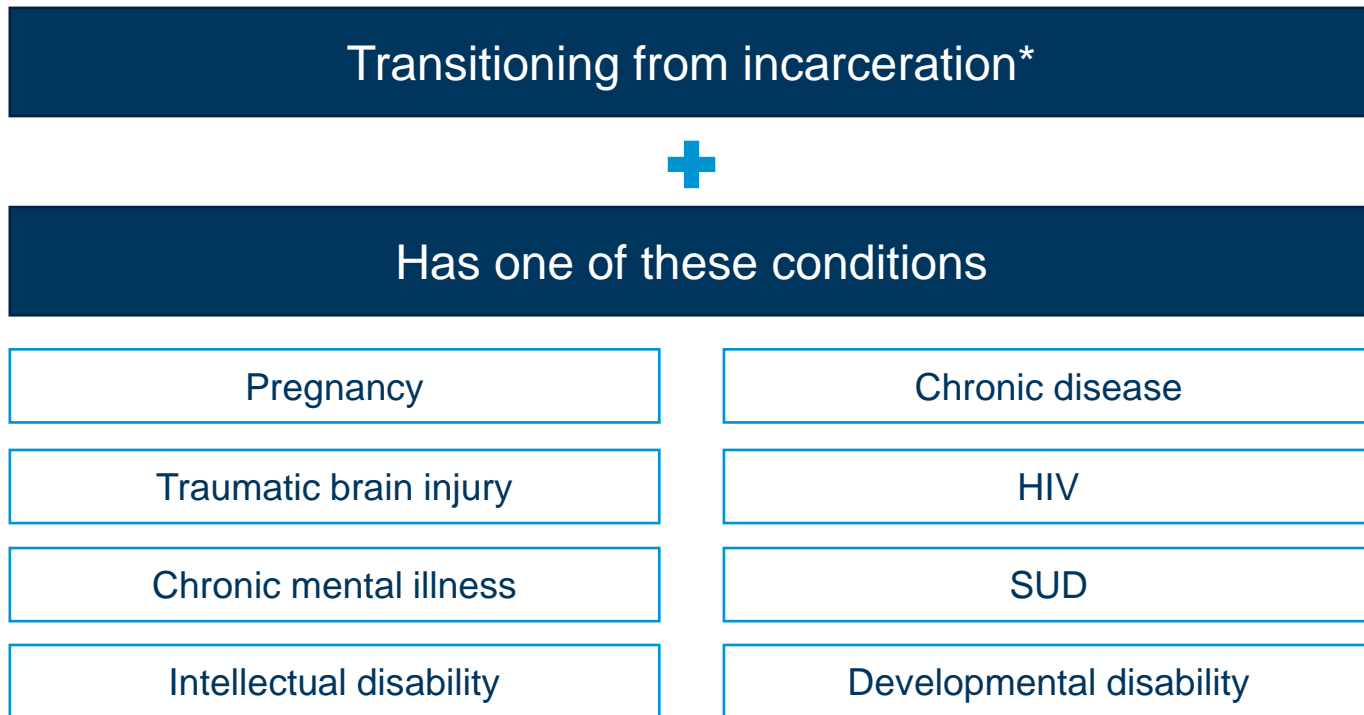 Transitioning from incarceration*
Has one of these conditions
Pregnancy
Chronic disease
Traumatic brain injury
HIV
Chronic mental illness
SUD
Intellectual disability
Developmental disability